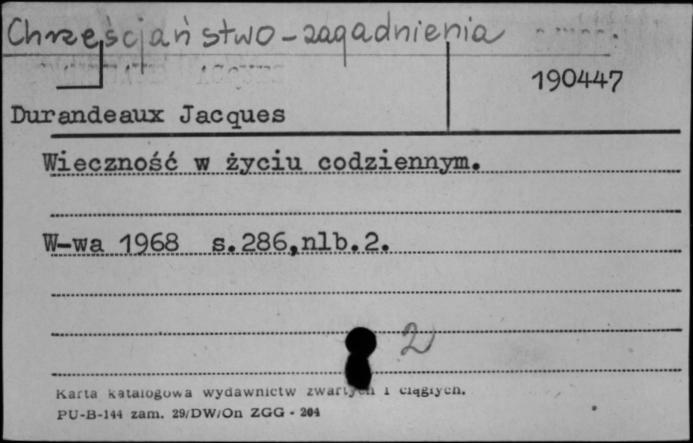 Chrześcijaństwo-zagadnienia
190447
Durandeaux Jacques
Wieczność w życiu codziennym.
W-wa 1968 s.286,nlb.2.
2
Karta katalogowa wydawnictw zwartych i ciągłych.
PU-B-144 zam. 29/DW/On ZGG - 204